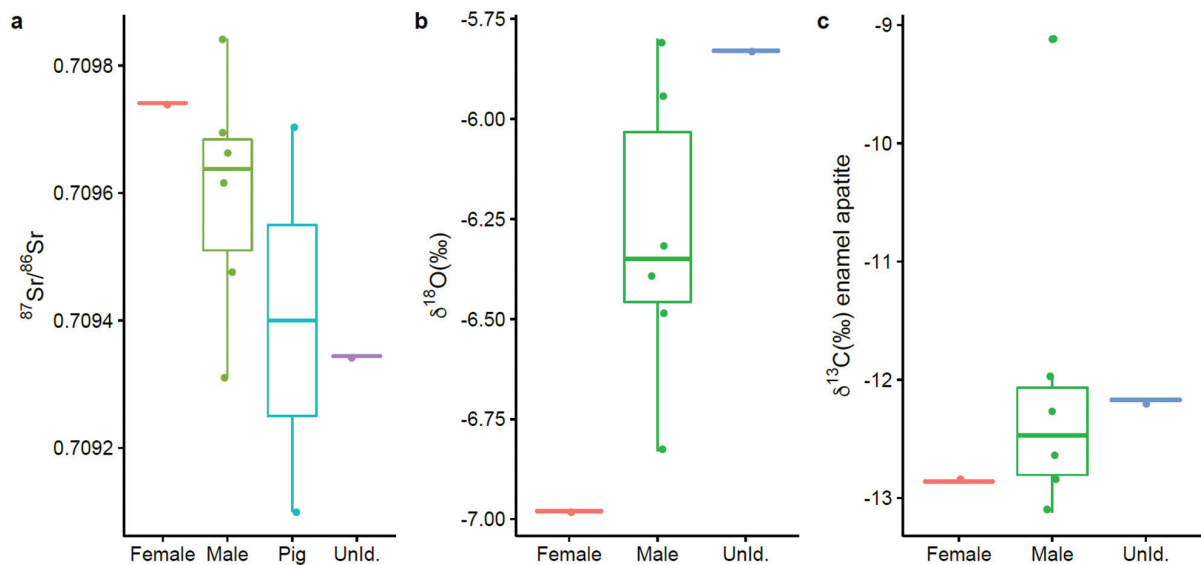 a
⁸⁷Sr/⁸⁶Sr
0.7098
0.7096
0.7094
0.7092
Female Male Pig UnId.
b
δ¹⁸O(‰)
-5.75
-6.00
-6.25
-6.50
-6.75
-7.00
Female Male UnId.
c
δ¹³C(‰) enamel apatite
-9
-10
-11
-12
-13
Female Male UnId.